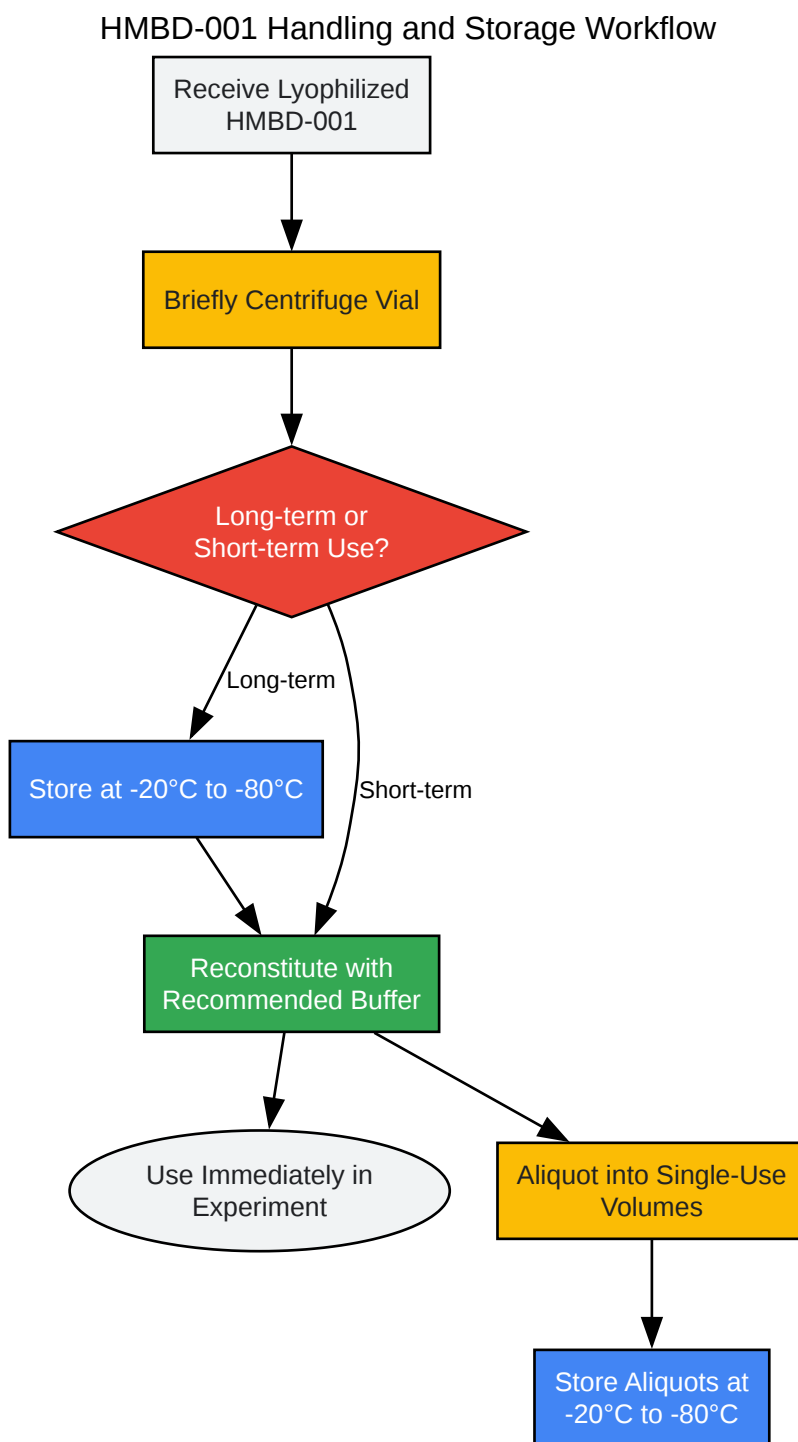 HMBD-001 Handling and Storage Workflow
Receive Lyophilized
HMBD-001
Briefly Centrifuge Vial
Long-term or
Short-term Use?
Long-term
Store at -20°C to -80°C
Short-term
Reconstitute with
Recommended Buffer
Use Immediately in
Experiment
Aliquot into Single-Use
Volumes
Store Aliquots at
-20°C to -80°C